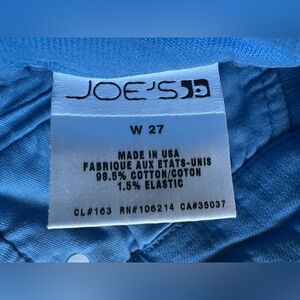 JOE'S
W 27
MADE IN USA
FABRIQUE AUX ETATS-UNIS
98.5% COTTON/COTON
1.5% ELASTIC
CL#163 RN#106214 CA#35037